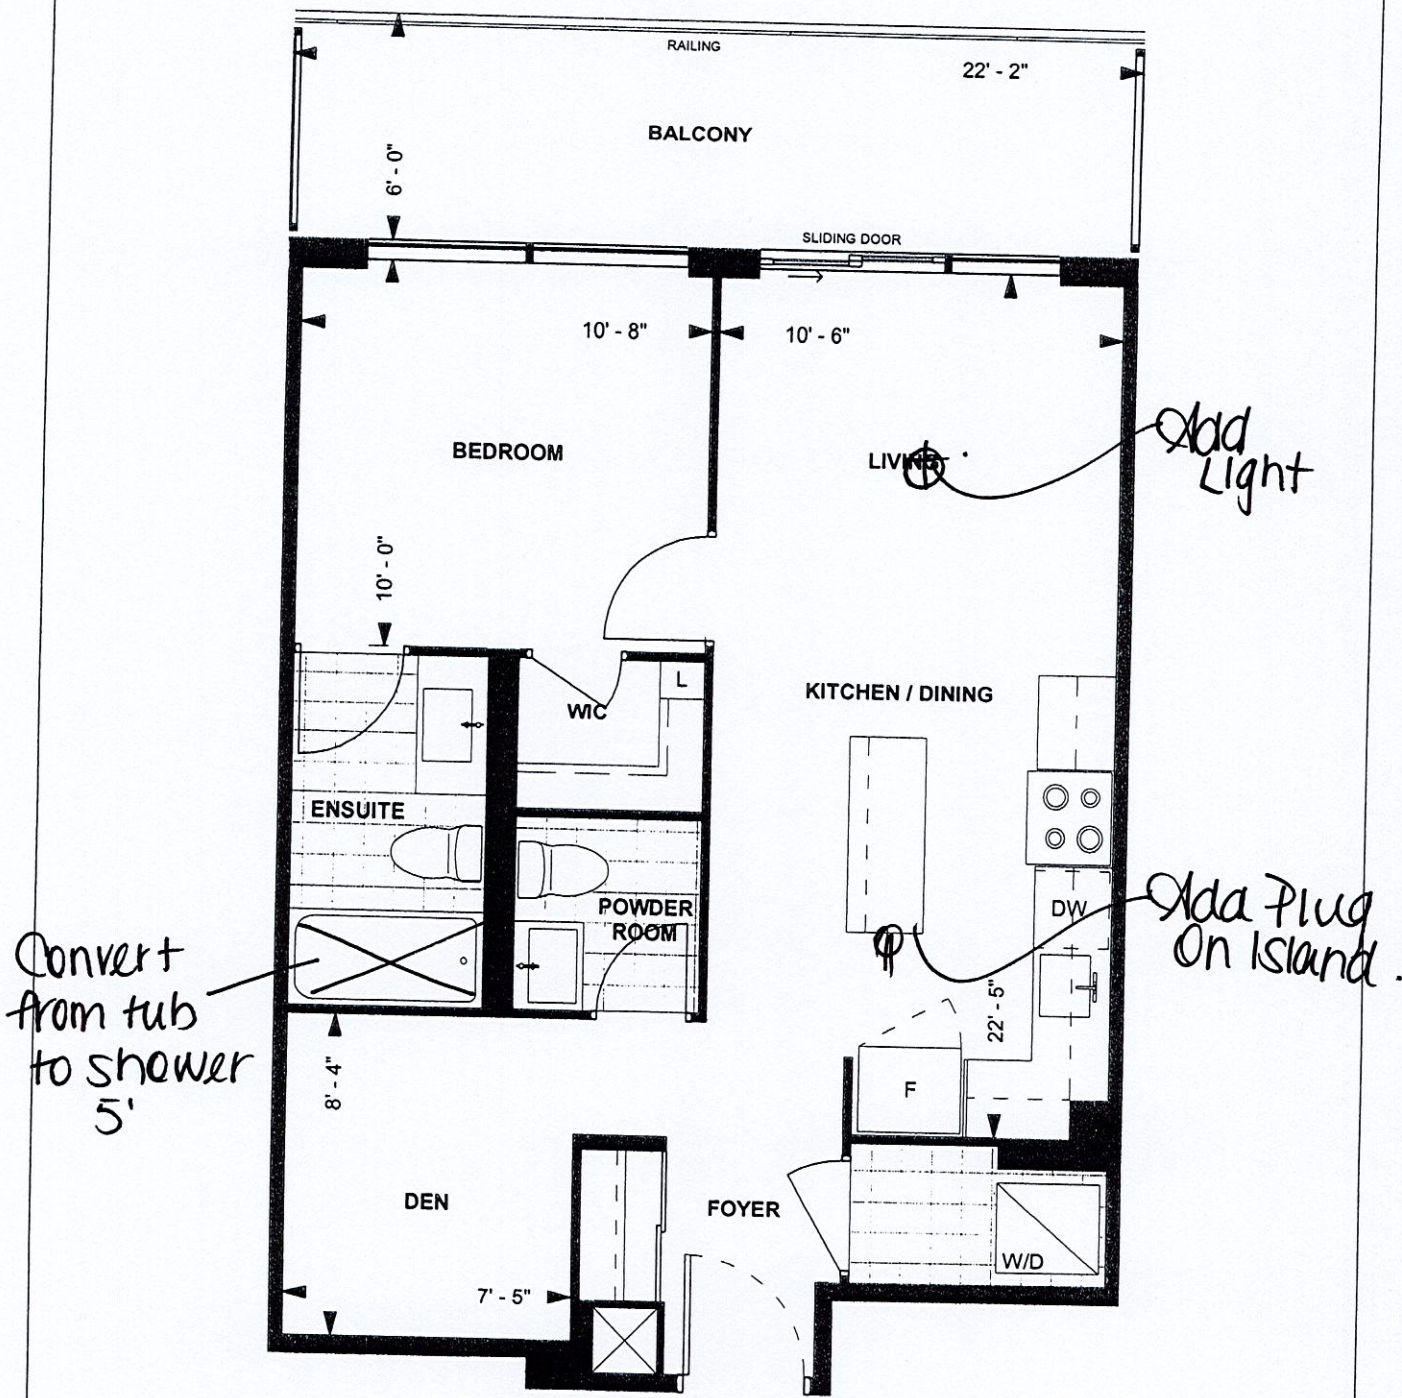 RAILING
22' - 2"
BALCONY
6' - 0"
SLIDING DOOR
10' - 8"
10' - 6"
Add
Light
BEDROOM
LIVING
10' - 0"
L
KITCHEN / DINING
WIC
ENSUITE
POWDER
ROOM
DW
Add Plug
On Island.
Convert
from tub
to shower
5'
22' - 5"
8' - 4"
F
DEN
FOYER
W/D
7' - 5"